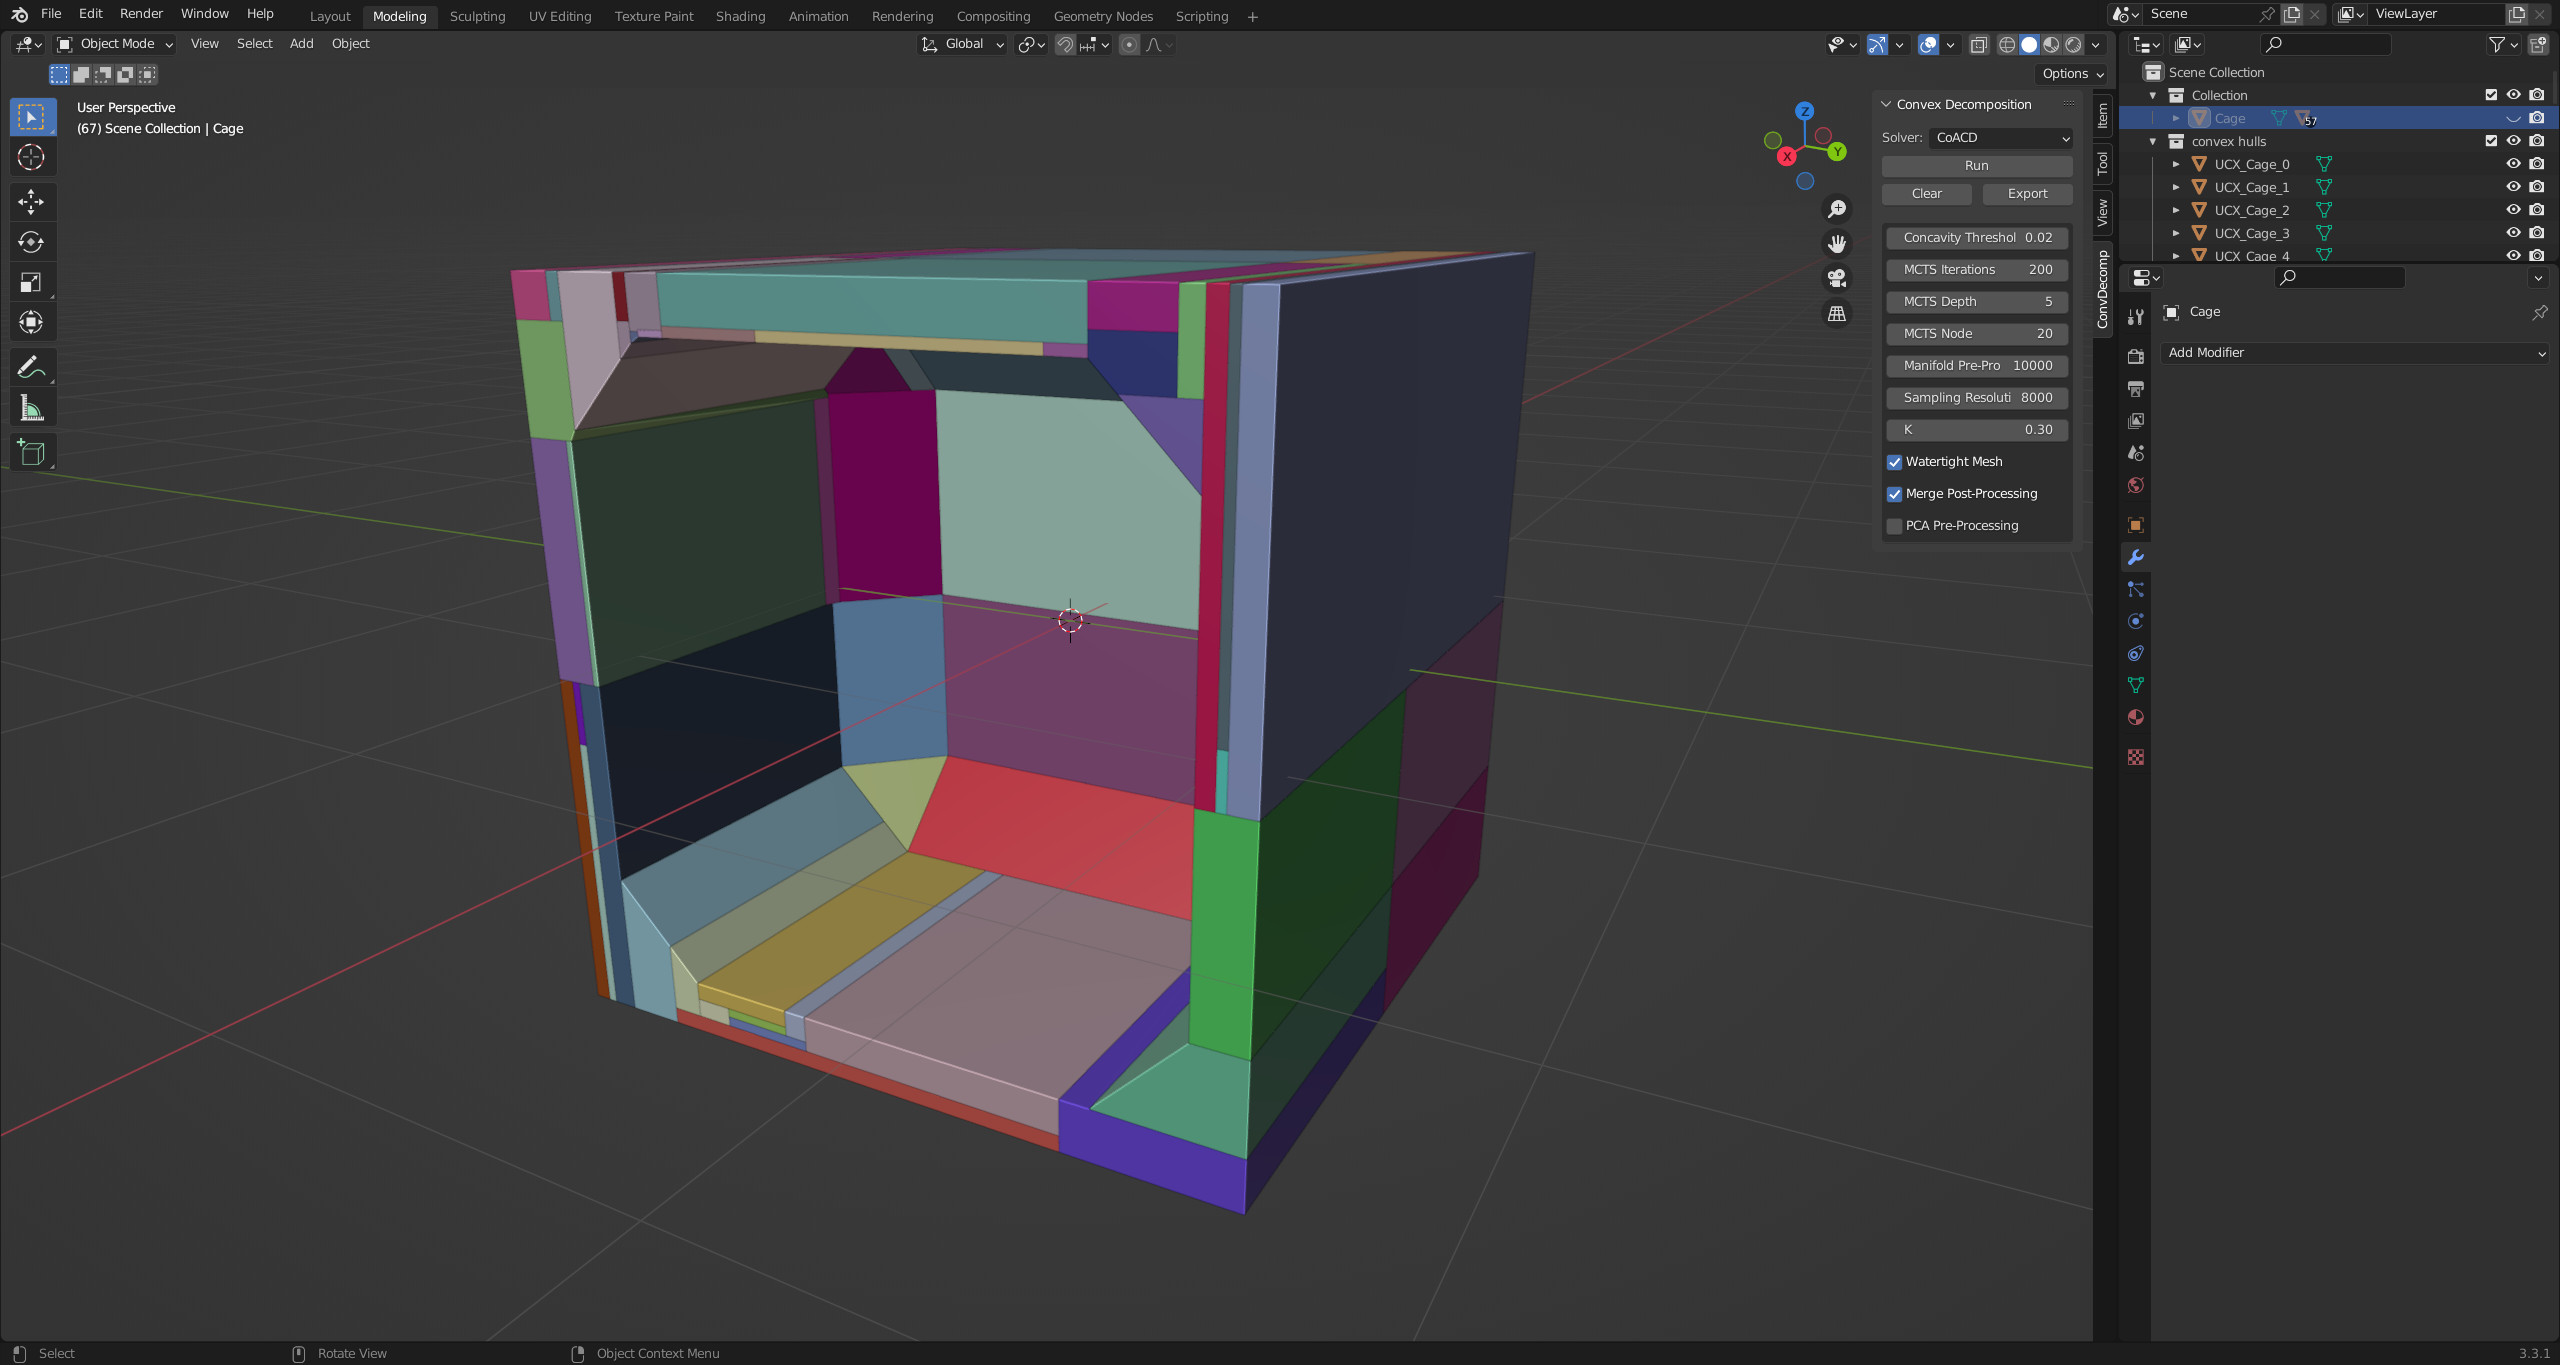 File Edit Render Window Help Layout Modeling Sculpting UV Editing Texture Paint Shading Animation Rendering Compositing Geometry Nodes Scripting + Scene ViewLayer
Object Mode View Select Add Object Global
Options
User Perspective
(67) Scene Collection | Cage
Z
Y
X
Convex Decomposition
Solver: CoACD
Run
Clear Export
Concavity Threshol 0.02
MCTS Iterations 200
MCTS Depth 5
MCTS Node 20
Manifold Pre-Pro 10000
Sampling Resoluti 8000
K 0.30
Watertight Mesh
Merge Post-Processing
PCA Pre-Processing
Item
Tool
View
ConvDecomp
Scene Collection
Collection
Cage 57
convex hulls
UCX_Cage_0
UCX_Cage_1
UCX_Cage_2
UCX_Cage_3
UCX_Cage_4
Cage
Add Modifier
Select Rotate View Object Context Menu 3.3.1